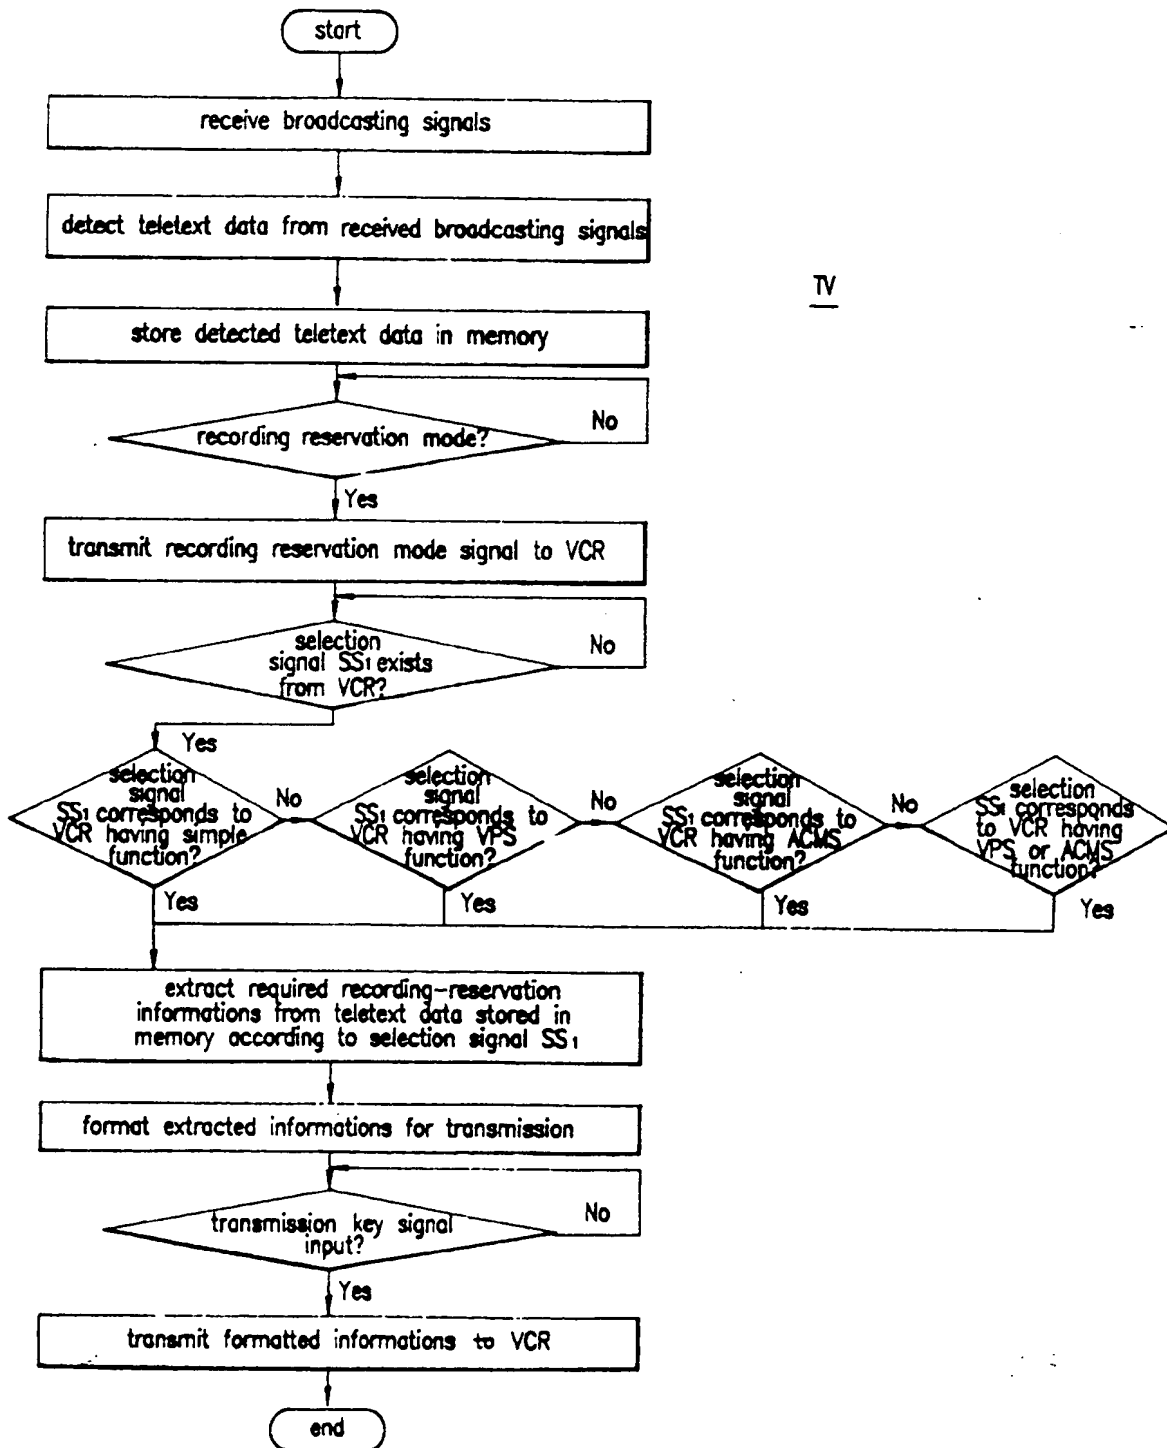 start
receive broadcasting signals
detect teletext data from received broadcasting signals
TV
store detected teletext data in memory
No
recording reservation mode?
Yes
transmit recording reservation mode signal to VCR
No
selection
signal SS1 exists
from VCR?
Yes
selection
signal
SS1 corresponds to
VCR having simple
function?
No
selection
signal
SS1 corresponds to
VCR having VPS
function?
No
selection
signal
SS1 corresponds to
VCR having ACMS
function?
No
selection
SS1 corresponds
to VCR having
VPS or ACMS
function?
Yes
Yes
Yes
Yes
extract required recording-reservation
informations from teletext data stored in
memory according to selection signal SS1
format extracted informations for transmission
No
transmission key signal
input?
Yes
transmit formatted informations to VCR
end